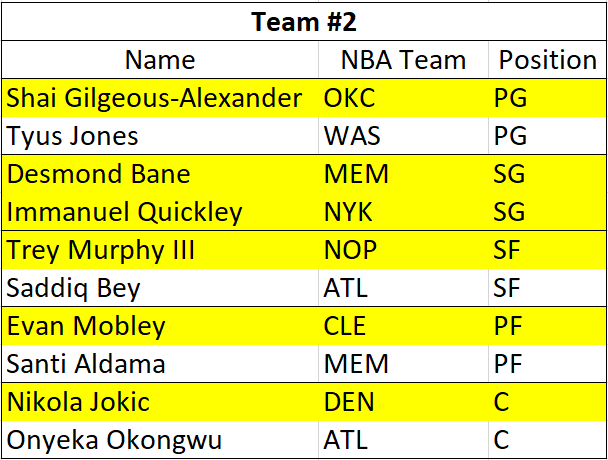 Team #2
Name NBA Team Position
Shai Gilgeous-Alexander OKC PG
Tyus Jones WAS PG
Desmond Bane MEM SG
Immanuel Quickley NYK SG
Trey Murphy III NOP SF
Saddiq Bey ATL SF
Evan Mobley CLE PF
Santi Aldama MEM PF
Nikola Jokic DEN C
Onyeka Okongwu ATL C